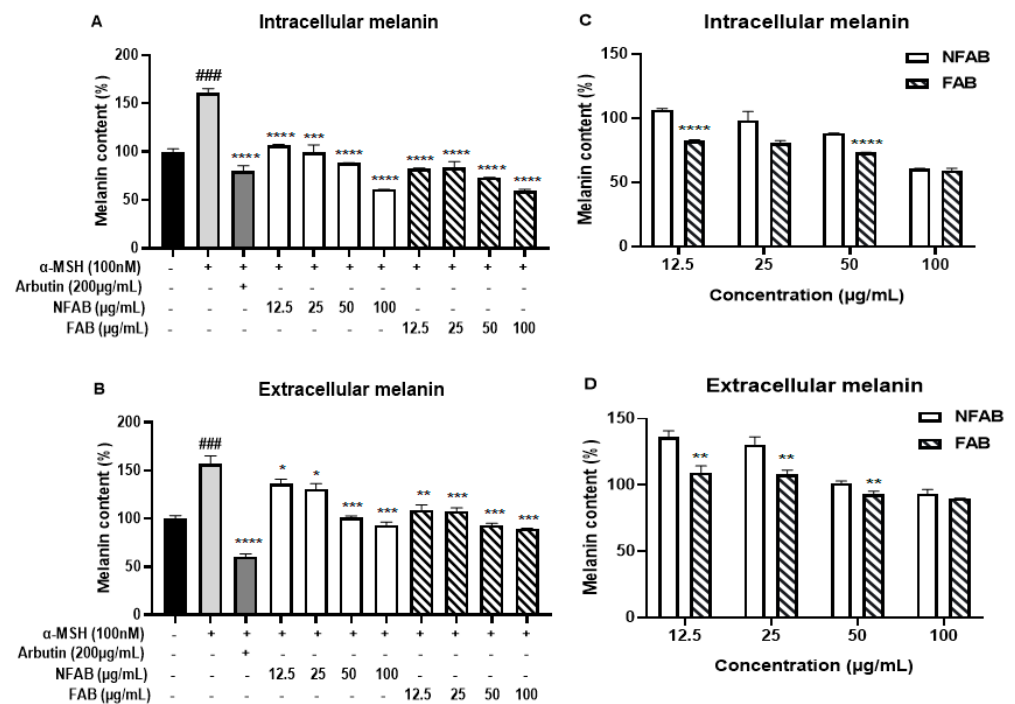 A
Intracellular melanin
Melanin content (%)
200
150
100
50
0
###
**** **** *** **** **** **** **** **** ****
α-MSH (100nM) - + + + + + + + + + +
Arbutin (200µg/mL) - - + - - - - - - - -
NFAB (µg/mL) - - - 12.5 25 50 100 - - - -
FAB (µg/mL) - - - - - - - 12.5 25 50 100
C
Intracellular melanin
Melanin content (%)
150
100
50
0
NFAB
FAB
**** ****
12.5 25 50 100
Concentration (µg/mL)
B
Extracellular melanin
Melanin content (%)
200
150
100
50
0
###
**** * * *** *** ** *** *** ***
α-MSH (100nM) - + + + + + + + + + +
Arbutin (200µg/mL) - - + - - - - - - - -
NFAB (µg/mL) - - - 12.5 25 50 100 - - - -
FAB (µg/mL) - - - - - - - 12.5 25 50 100
D
Extracellular melanin
Melanin content (%)
150
100
50
0
NFAB
FAB
** ** **
12.5 25 50 100
Concentration (µg/mL)